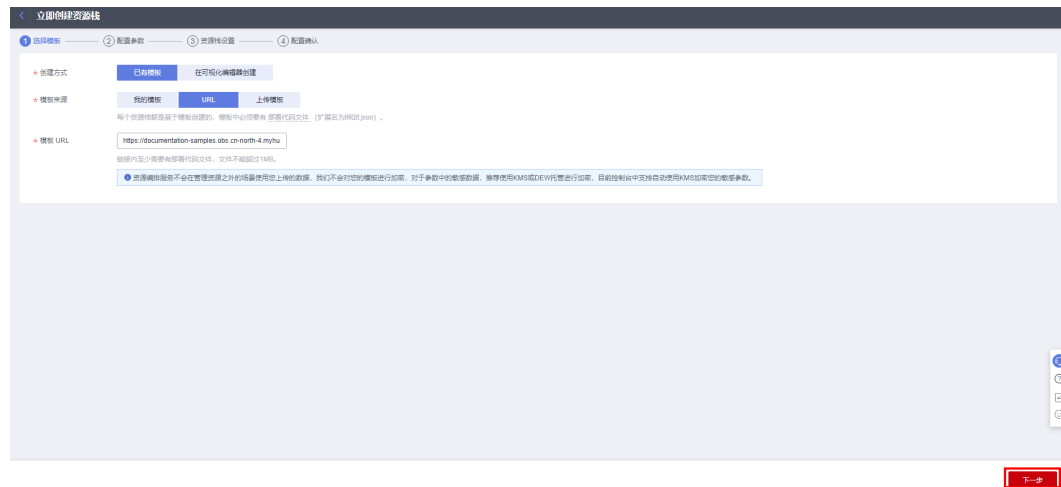 立即创建资源栈
1 选择模板 2 配置参数 3 资源栈设置 4 配置确认
* 创建方式 已有模板 在可视化编辑器创建
* 模板来源 我的模板 URL 上传模板
每个资源栈都是基于模板创建的，模板中必须要有 部署代码文件（扩展名为tf和tf.json）。
* 模板 URL https://documentation-samples.obs.cn-north-4.myhu
链接内至少需要有部署代码文件，文件不能超过1MB。
资源编排服务不会在管理资源之外的场景使用您上传的数据，我们不会对您的模板进行加密，对于参数中的敏感数据，推荐使用KMS或DEW托管进行加密，目前控制台中支持自动使用KMS加密您的敏感参数。
下一步